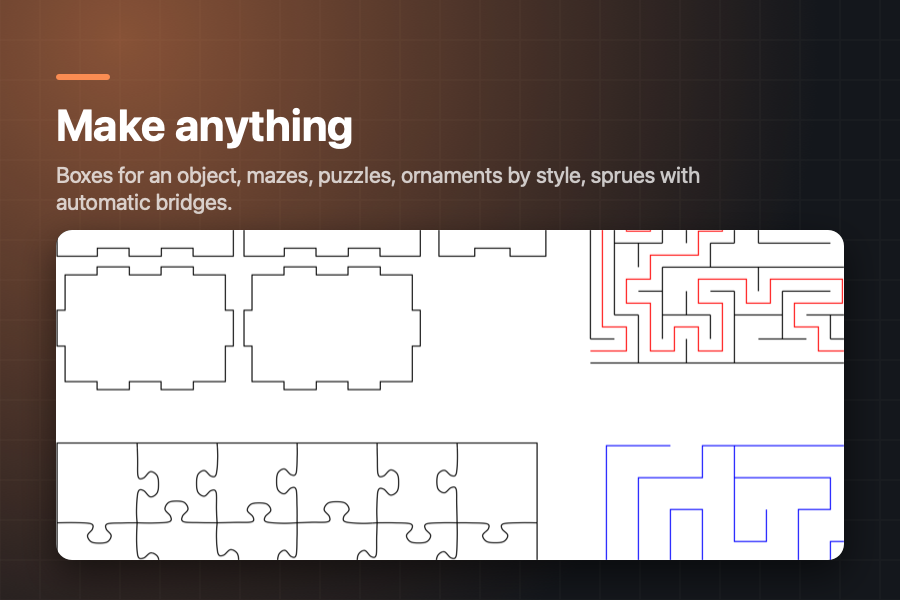 Make anything
Boxes for an object, mazes, puzzles, ornaments by style, sprues with
automatic bridges.